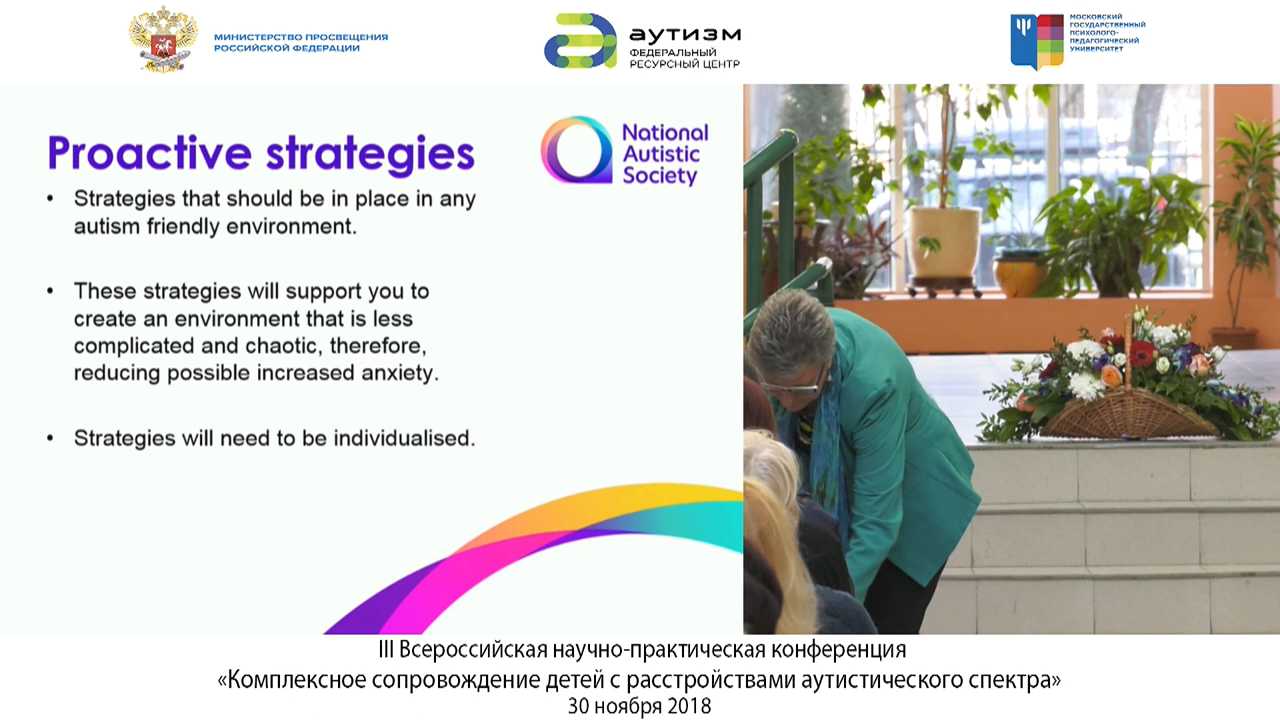 МИНИСТЕРСТВО ПРОСВЕЩЕНИЯ
РОССИЙСКОЙ ФЕДЕРАЦИИ
аутизм
ФЕДЕРАЛЬНЫЙ
РЕСУРСНЫЙ ЦЕНТР
МОСКОВСКИЙ
ГОСУДАРСТВЕННЫЙ
ПСИХОЛОГО-
ПЕДАГОГИЧЕСКИЙ
УНИВЕРСИТЕТ
Proactive strategies
National
Autistic
Society
• Strategies that should be in place in any
autism friendly environment.
• These strategies will support you to
create an environment that is less
complicated and chaotic, therefore,
reducing possible increased anxiety.
• Strategies will need to be individualised.
III Всероссийская научно-практическая конференция
«Комплексное сопровождение детей с расстройствами аутистического спектра»
30 ноября 2018